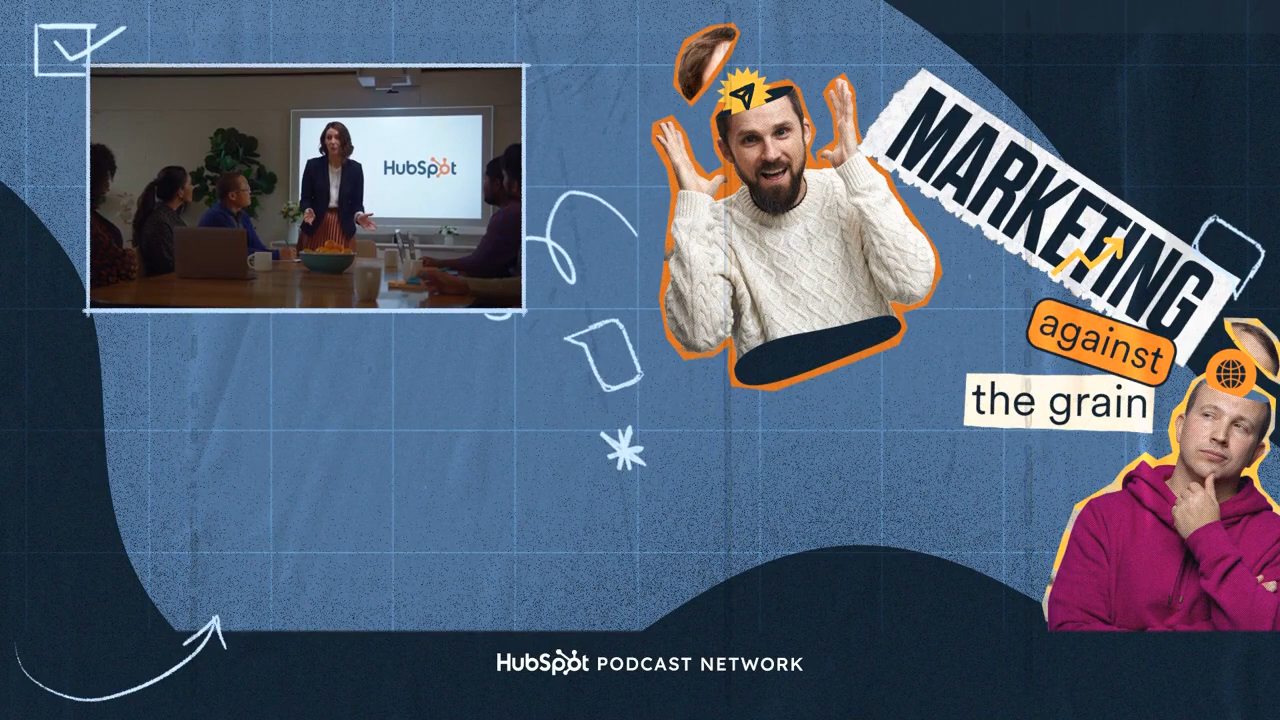 HubSpot
MARKETING
against
the grain
HubSpot PODCAST NETWORK